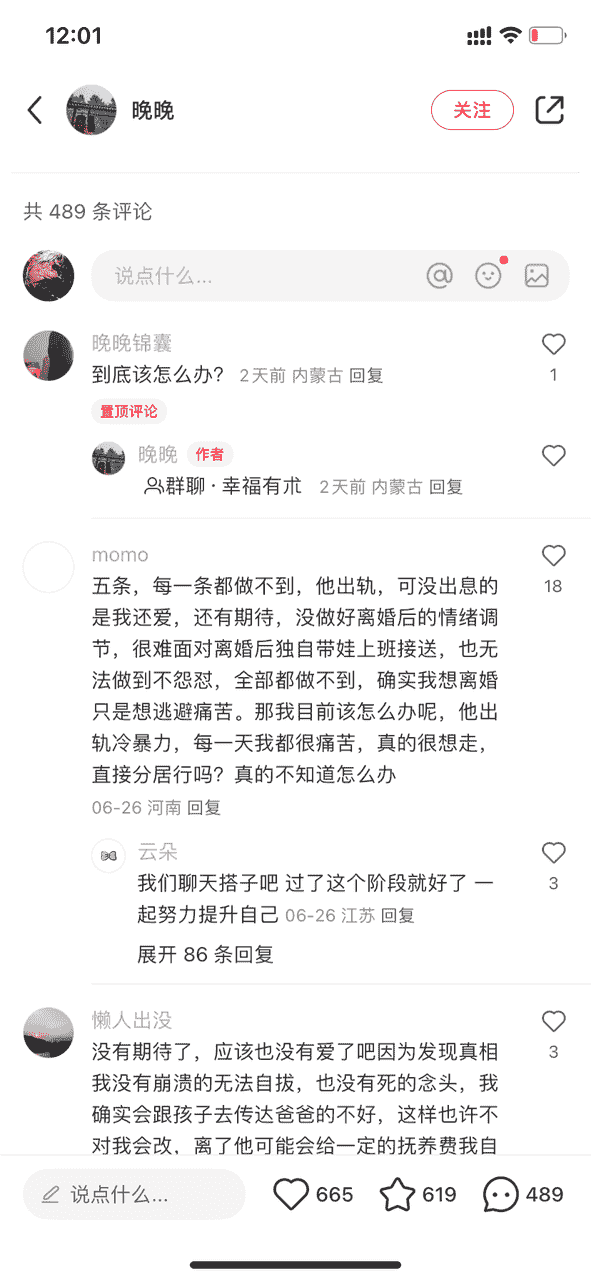 12:01
晚晚
关注
共 489 条评论
说点什么...
晚晚锦囊
到底该怎么办? 2天前 内蒙古 回复
1
置顶评论
晚晚 作者
群聊 · 幸福有朮 2天前 内蒙古 回复
momo
五条，每一条都做不到，他出轨，可没出息的
18
是我还爱，还有期待，没做好离婚后的情绪调
节，很难面对离婚后独自带娃上班接送，也无
法做到不怨怼，全部都做不到，确实我想离婚
只是想逃避痛苦。那我目前该怎么办呢，他出
轨冷暴力，每一天我都很痛苦，真的很想走，
直接分居行吗？真的不知道怎么办
06-26 河南 回复
云朵
我们聊天搭子吧 过了这个阶段就好了 一
3
起努力提升自己 06-26 江苏 回复
展开 86 条回复
懒人出没
没有期待了，应该也没有爱了吧因为发现真相
3
我没有崩溃的无法自拔，也没有死的念头，我
确实会跟孩子去传达爸爸的不好，这样也许不
对我会改，离了他可能会给一定的抚养费我自
说点什么...
665
619
489